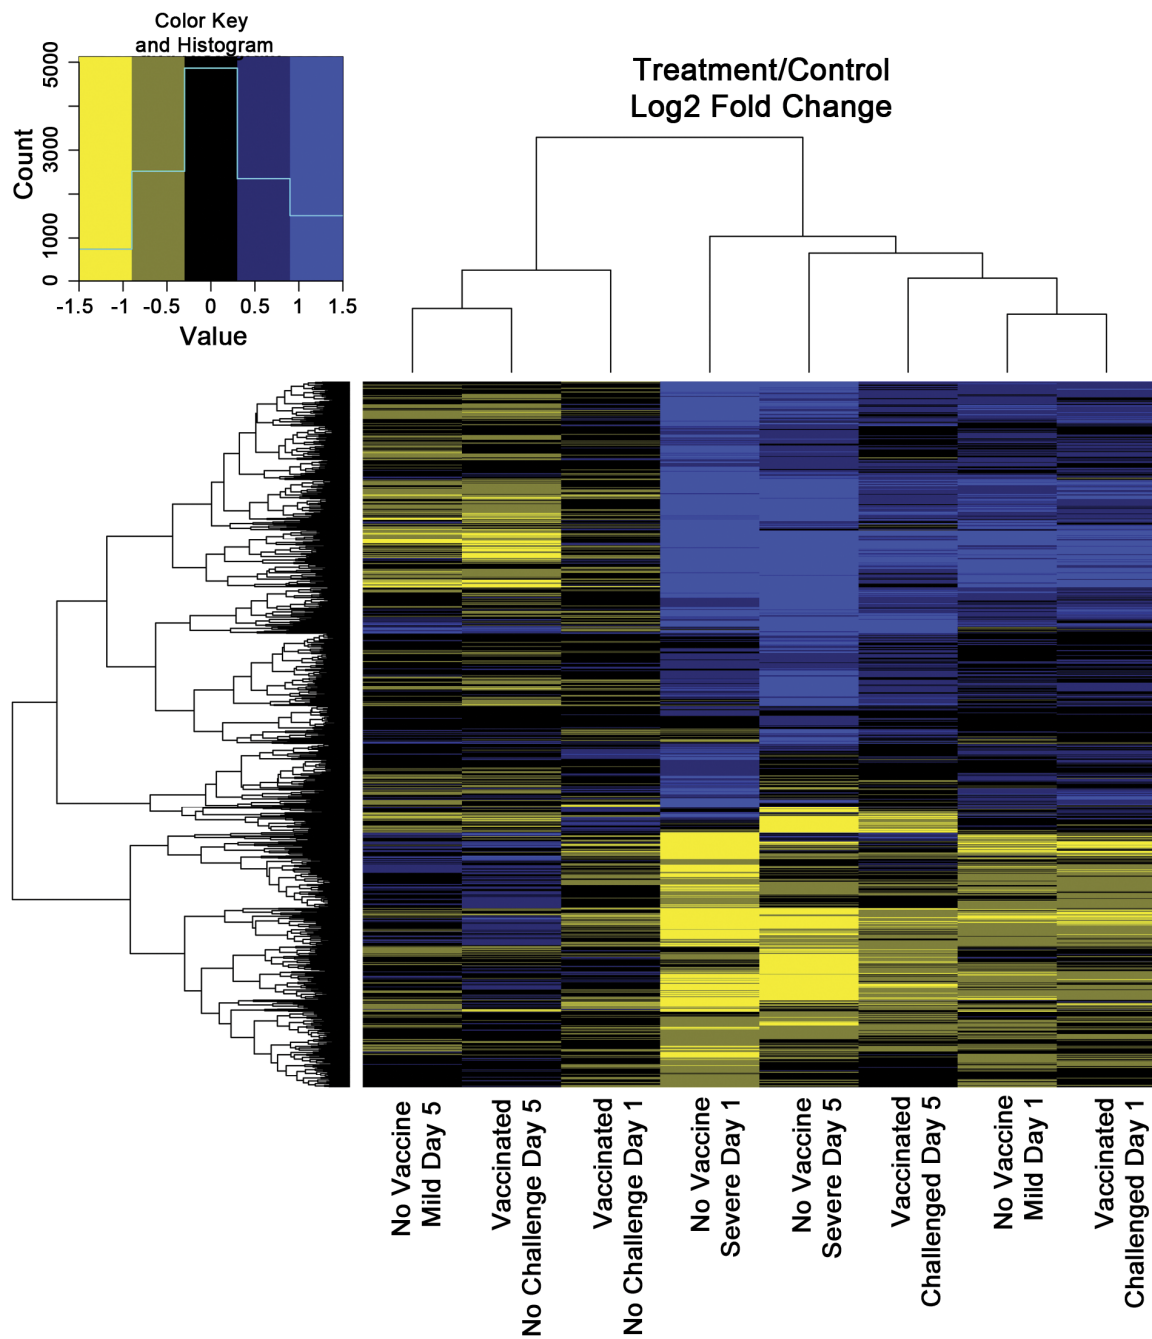 Color Key
and Histogram
Count
0
1000
3000
5000
-1.5
-1
-0.5
0
0.5
1
1.5
Value
Treatment/Control
Log2 Fold Change
No Vaccine
Mild Day 5
Vaccinated
No Challenge Day 5
Vaccinated
No Challenge Day 1
No Vaccine
Severe Day 1
No Vaccine
Severe Day 5
Vaccinated
Challenged Day 5
No Vaccine
Mild Day 1
Vaccinated
Challenged Day 1